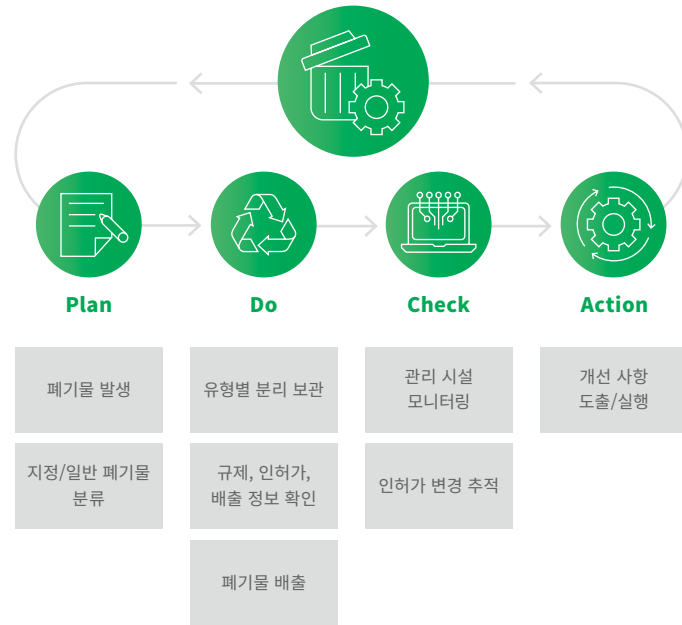 Plan
폐기물 발생
지정/일반 폐기물
분류
Do
유형별 분리 보관
규제, 인허가,
배출 정보 확인
폐기물 배출
Check
관리 시설
모니터링
인허가 변경 추적
Action
개선 사항
도출/실행